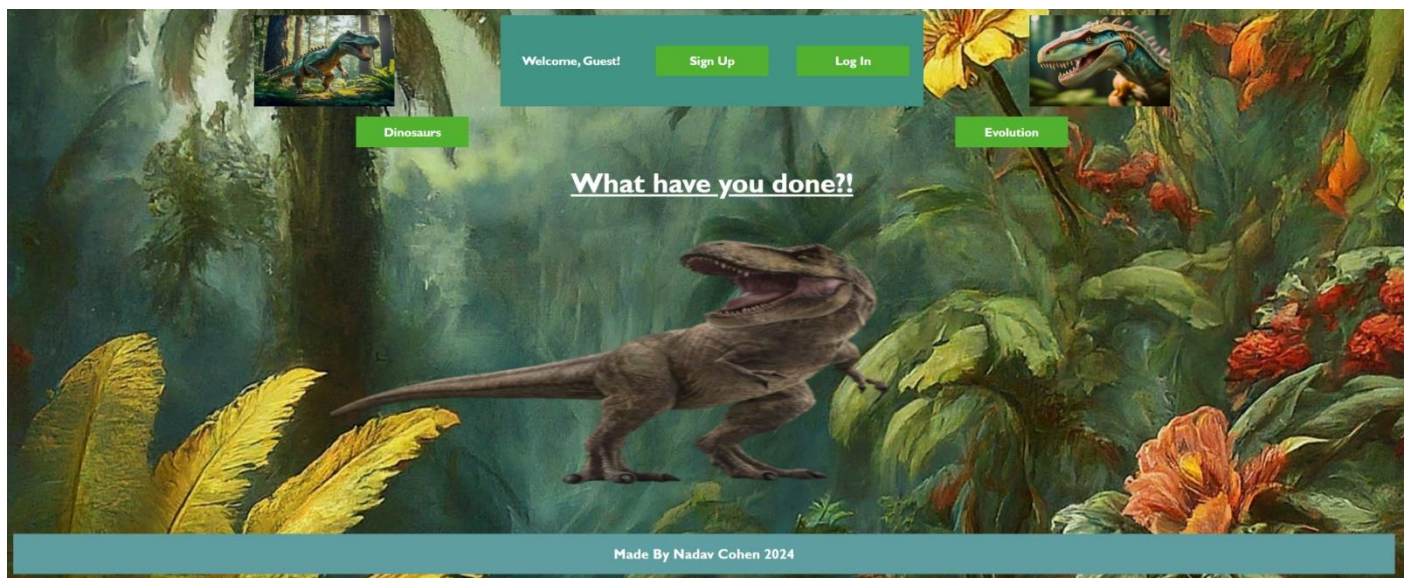 Welcome, Guest! Sign Up Log In
Dinosaurs Evolution
What have you done?!
Made By Nadav Cohen 2024